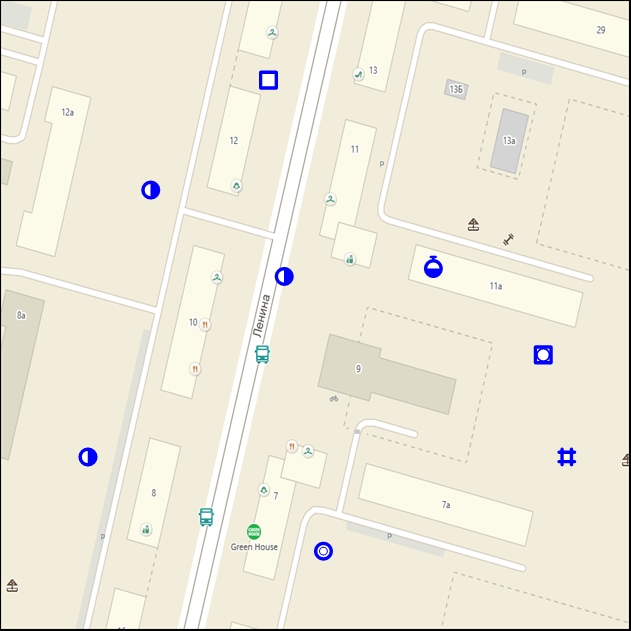 29
13
13Б
12а
12
11
13а
P
P
11а
8а
10
Ленина
9
8
7
7а
GREEN HOUSE
Green House
P
P